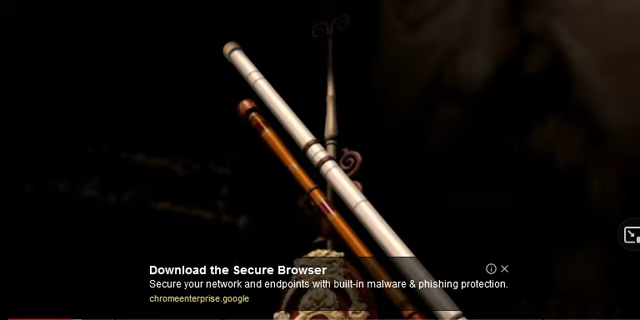 Download the Secure Browser
Secure your network and endpoints with built-in malware & phishing protection.
chromeenterprise.google